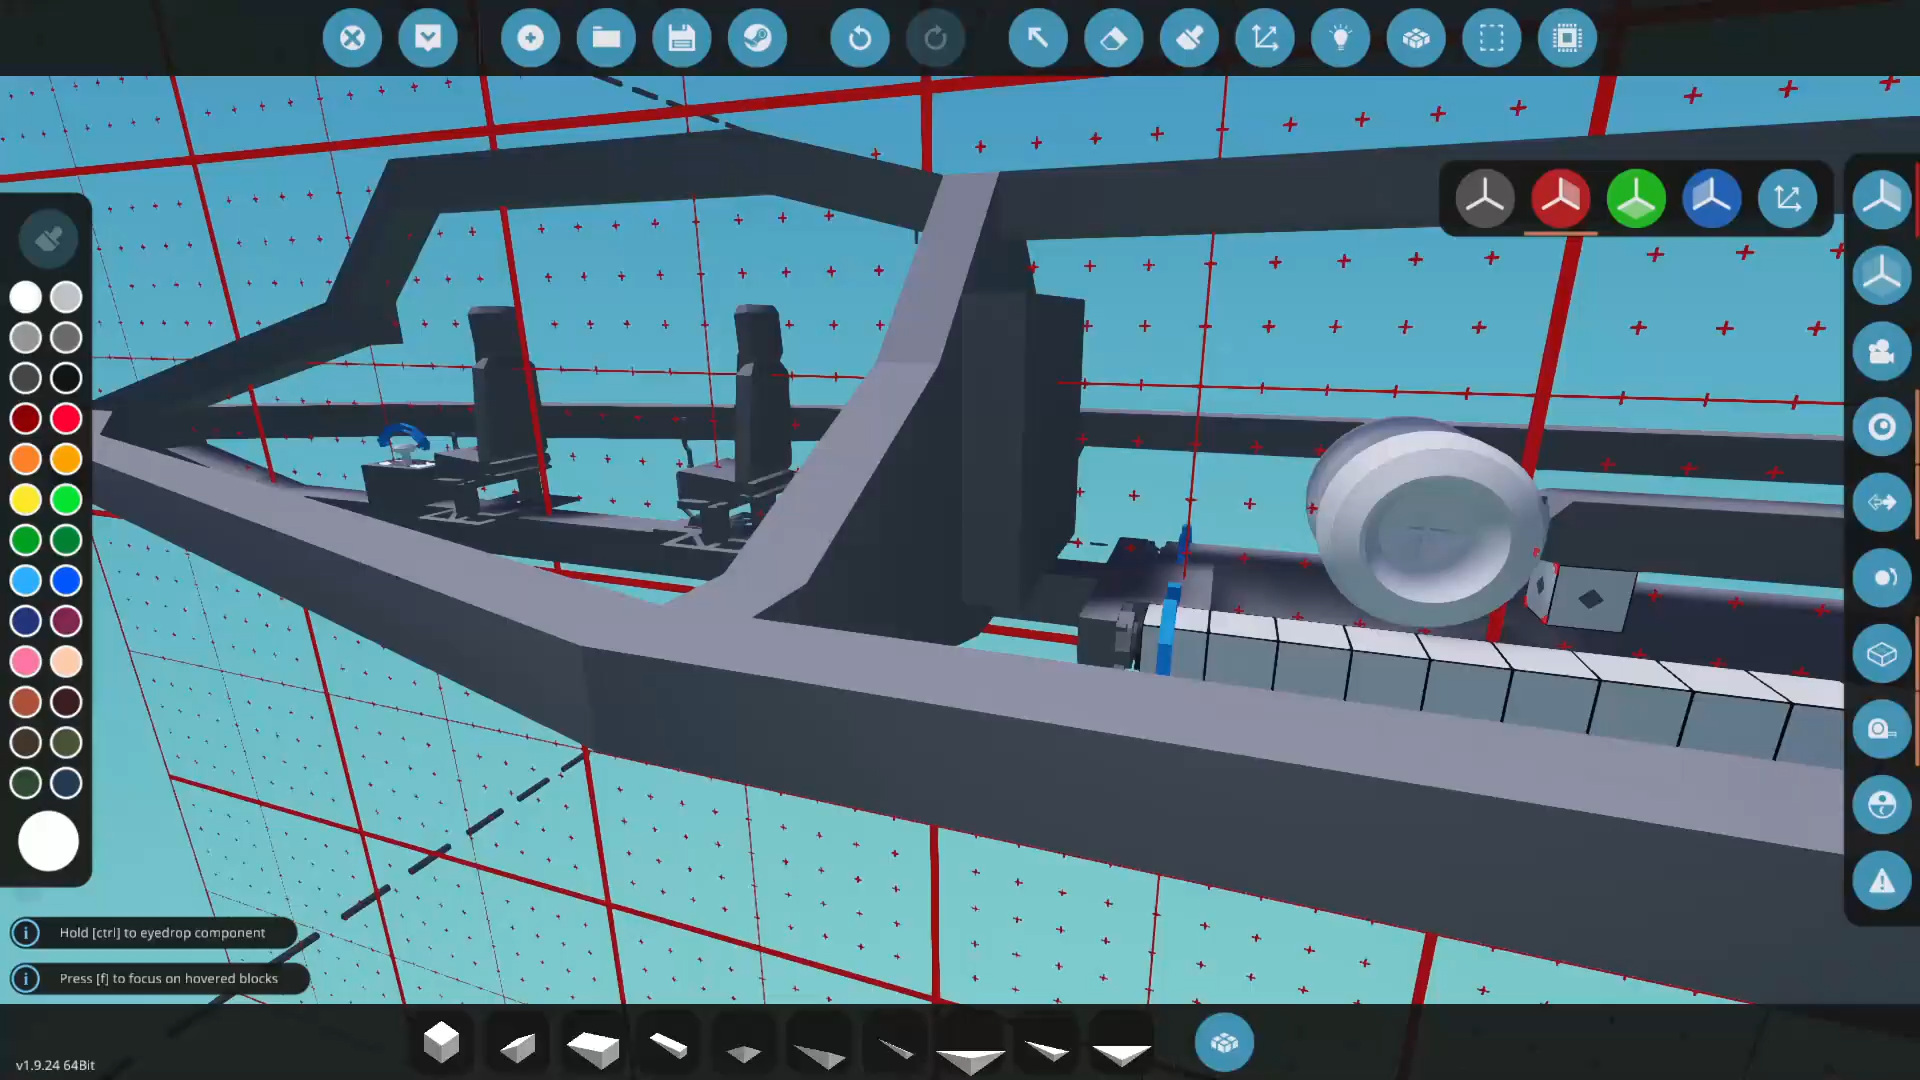 Hold [ctrl] to eyedrop component
Press [f] to focus on hovered blocks
v1.9.24 64Bit